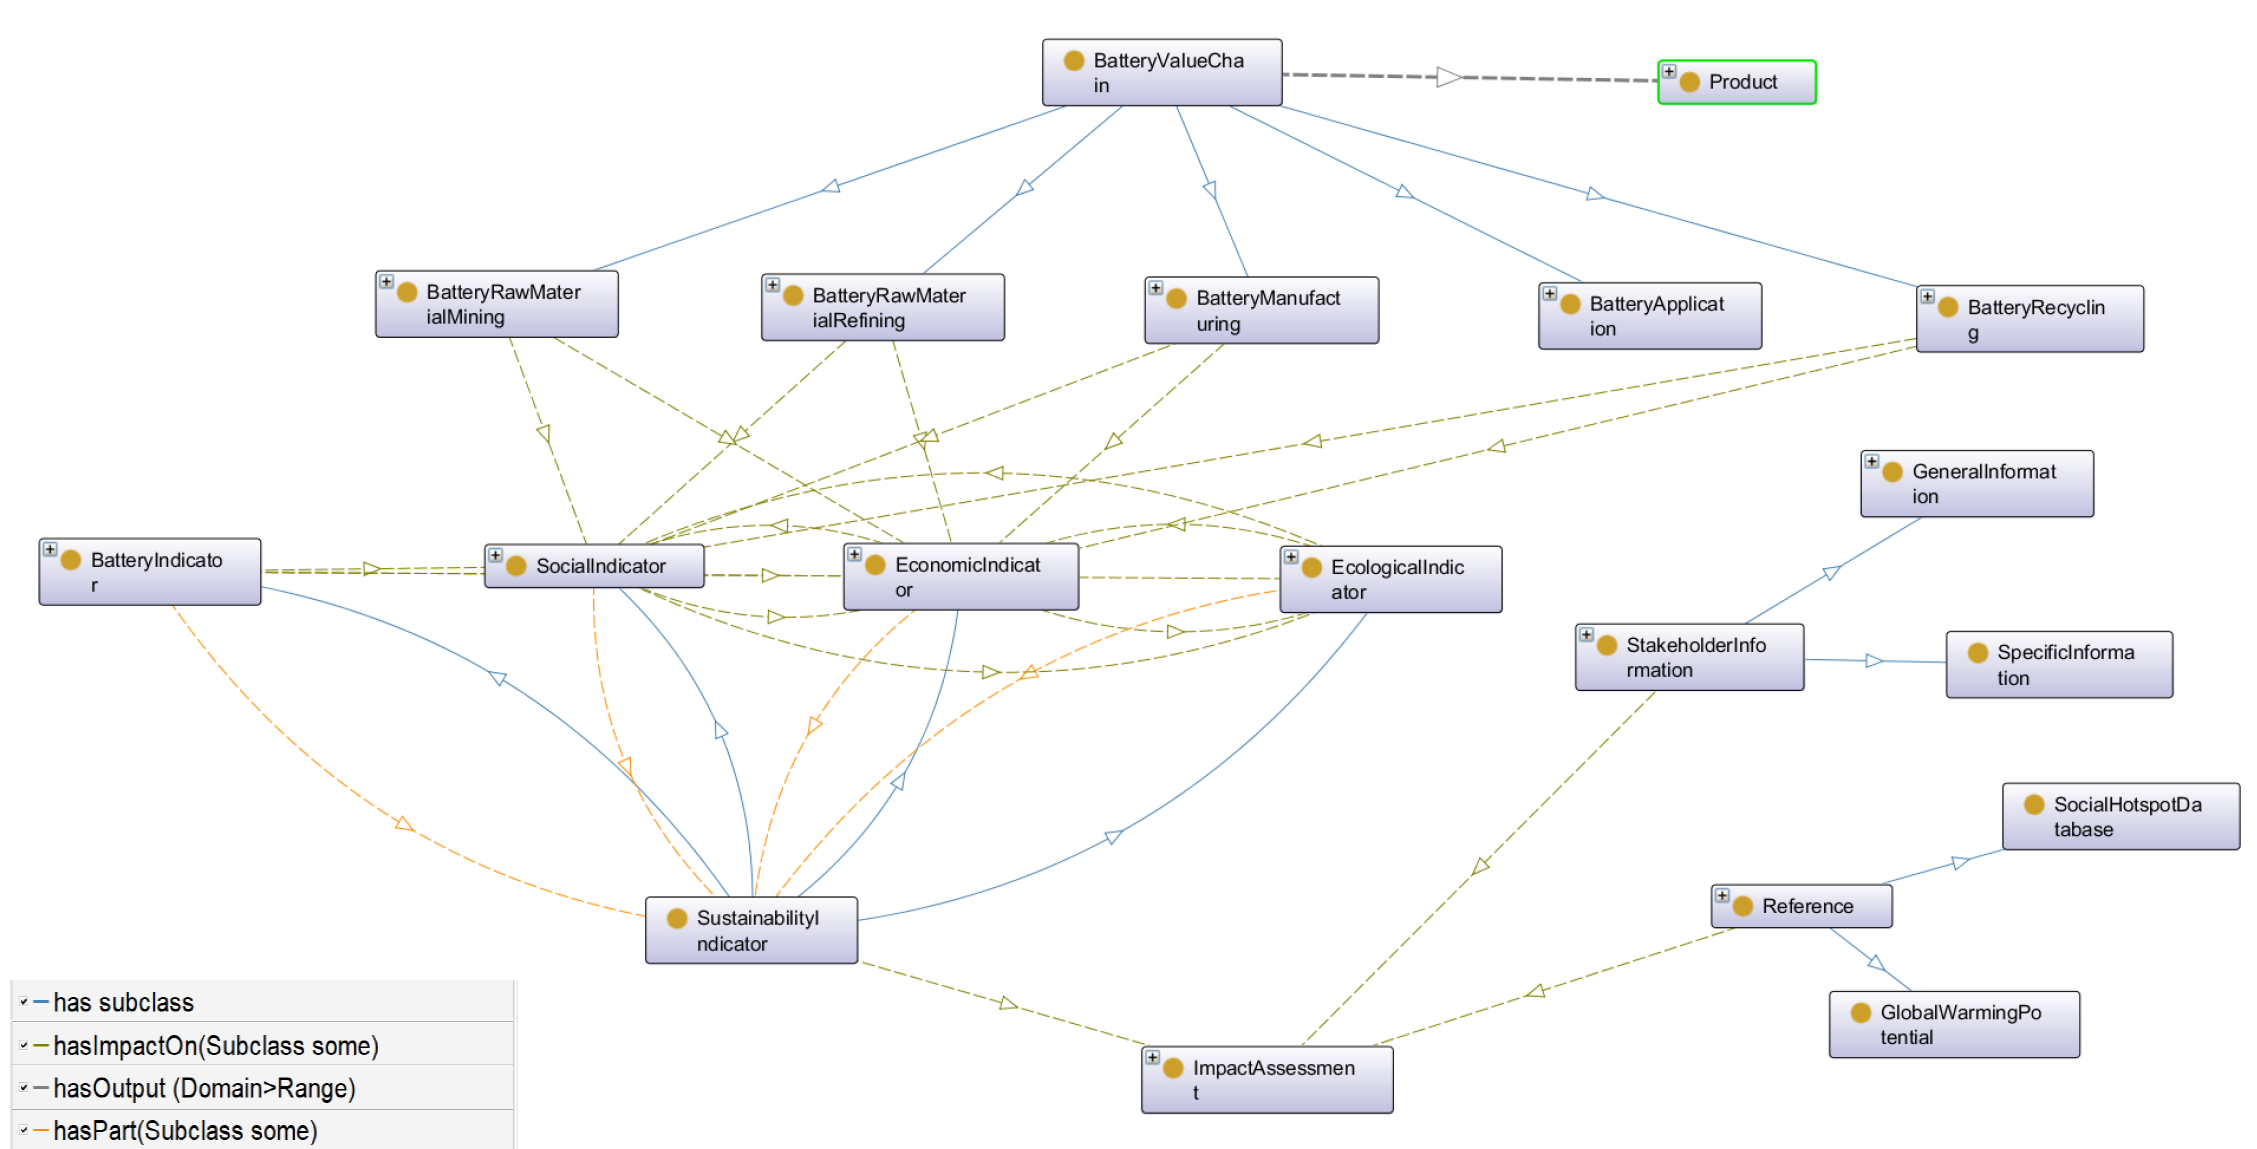 BatteryValueCha
in
Product
BatteryRawMater
ialMining
BatteryRawMater
ialRefining
BatteryManufact
uring
BatteryApplicat
ion
BatteryRecyclin
g
GeneralInformat
ion
BatteryIndicato
r
SocialIndicator
EconomicIndicat
or
EcologicalIndic
ator
StakeholderInfo
rmation
SpecificInforma
tion
SocialHotspotDa
tabase
Reference
SustainabilityI
ndicator
GlobalWarmingPo
tential
ImpactAssessmen
t
has subclass
hasImpactOn(Subclass some)
hasOutput (Domain>Range)
hasPart(Subclass some)